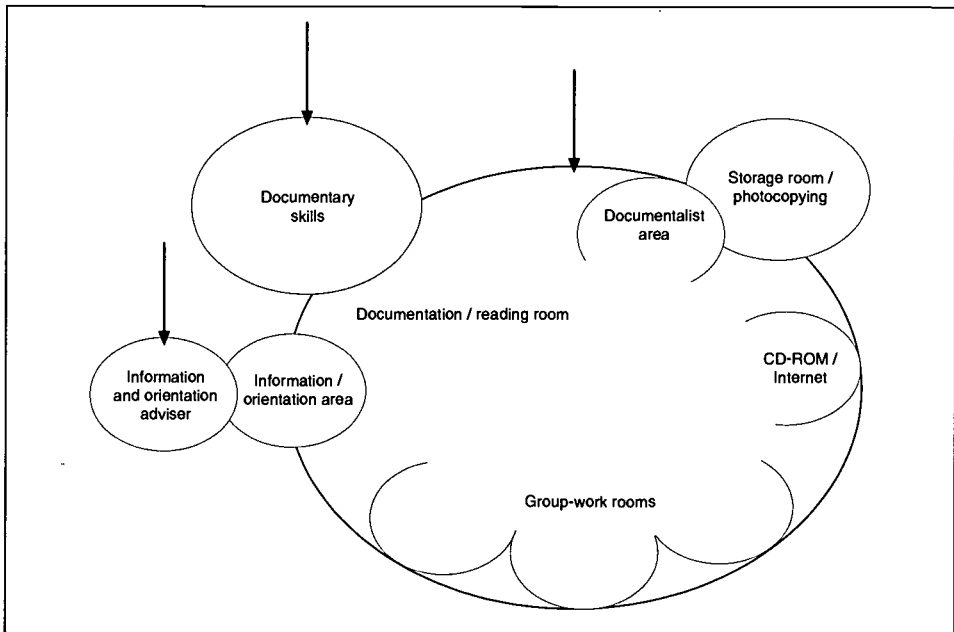 Documentary
skills
Storage room /
photocopying
Documentalist
area
Documentation / reading room
Information
and orientation
adviser
Information /
orientation area
CD-ROM /
Internet
Group-work rooms